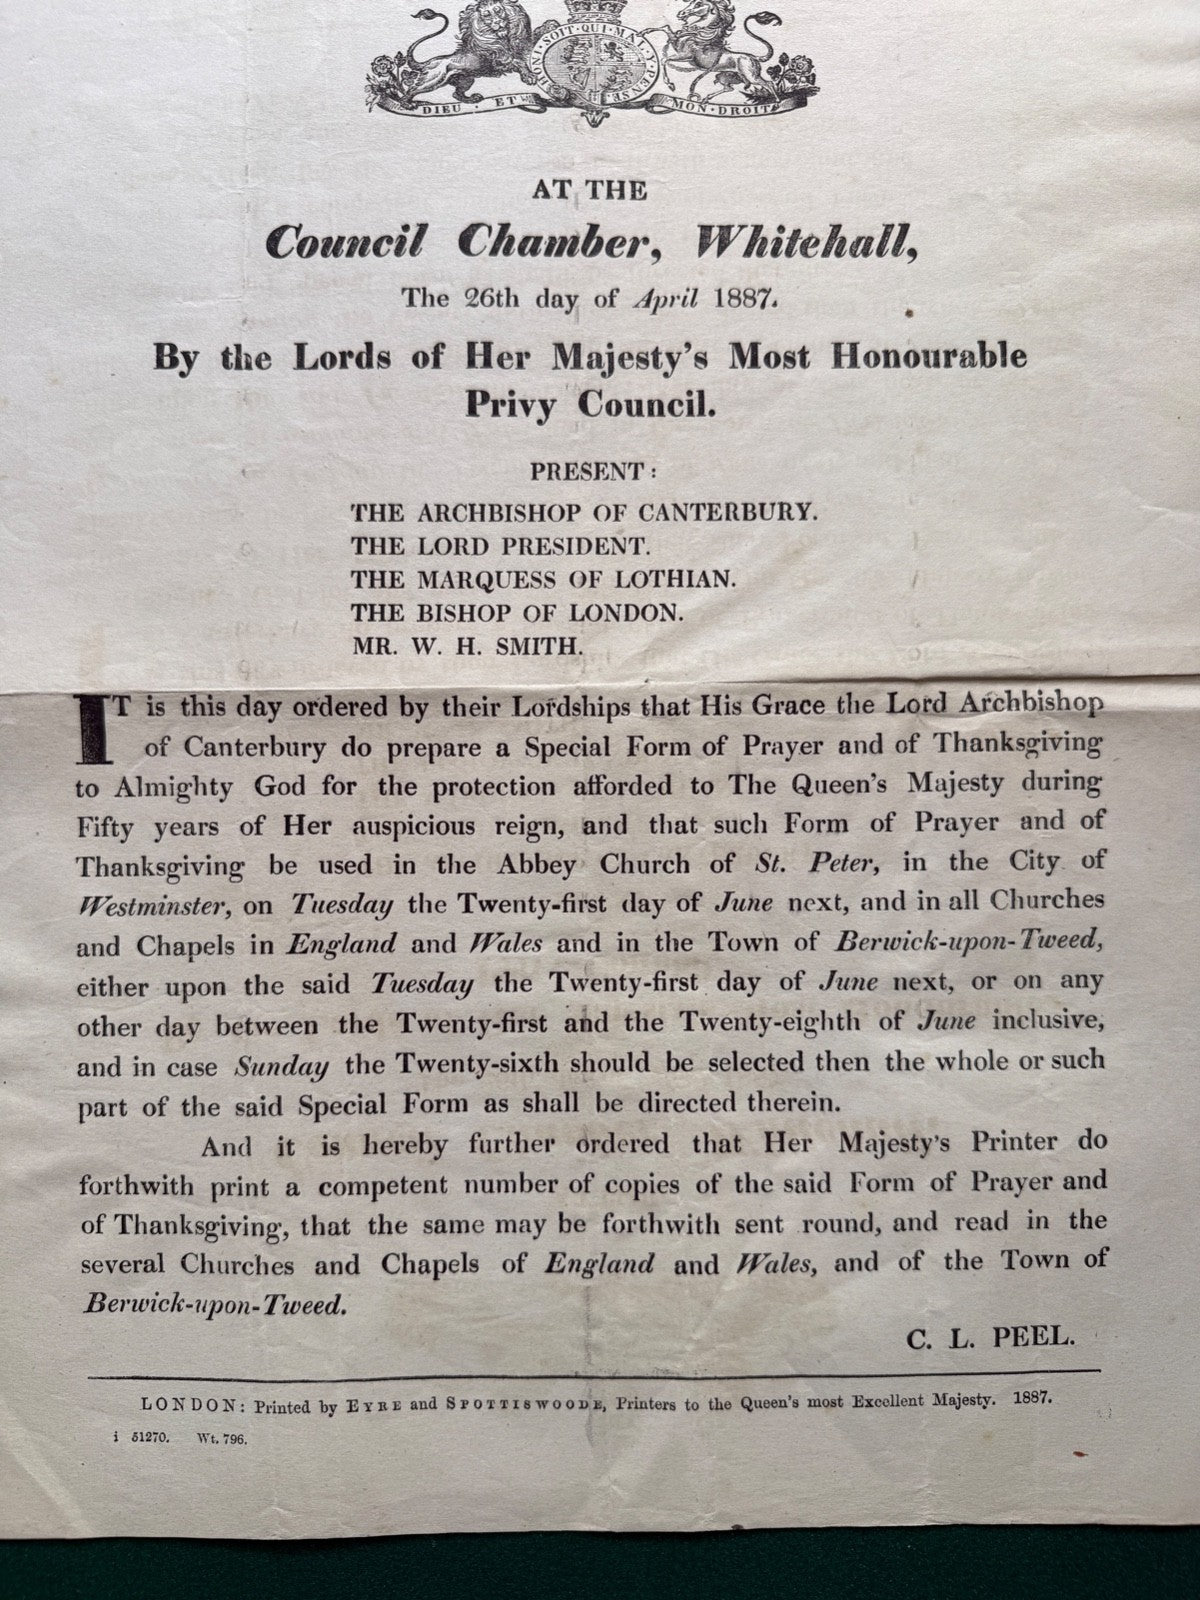 HONI · SOIT · QUI · MAL · Y · PENSE
DIEU · ET MON · DROIT
AT THE
Council Chamber, Whitehall,
The 26th day of April 1887.
By the Lords of Her Majesty's Most Honourable
Privy Council.
PRESENT:
THE ARCHBISHOP OF CANTERBURY.
THE LORD PRESIDENT.
THE MARQUESS OF LOTHIAN.
THE BISHOP OF LONDON.
MR. W. H. SMITH.
IT is this day ordered by their Lordships that His Grace the Lord Archbishop
of Canterbury do prepare a Special Form of Prayer and of Thanksgiving
to Almighty God for the protection afforded to The Queen's Majesty during
Fifty years of Her auspicious reign, and that such Form of Prayer and of
Thanksgiving be used in the Abbey Church of St. Peter, in the City of
Westminster, on Tuesday the Twenty-first day of June next, and in all Churches
and Chapels in England and Wales and in the Town of Berwick-upon-Tweed,
either upon the said Tuesday the Twenty-first day of June next, or on any
other day between the Twenty-first and the Twenty-eighth of June inclusive,
and in case Sunday the Twenty-sixth should be selected then the whole or such
part of the said Special Form as shall be directed therein.
And it is hereby further ordered that Her Majesty's Printer do
forthwith print a competent number of copies of the said Form of Prayer and
of Thanksgiving, that the same may be forthwith sent round, and read in the
several Churches and Chapels of England and Wales, and of the Town of
Berwick-upon-Tweed.
C. L. PEEL.
LONDON: Printed by EYRE and SPOTTISWOODE, Printers to the Queen's most Excellent Majesty. 1887.
i 51270. Wt. 796.